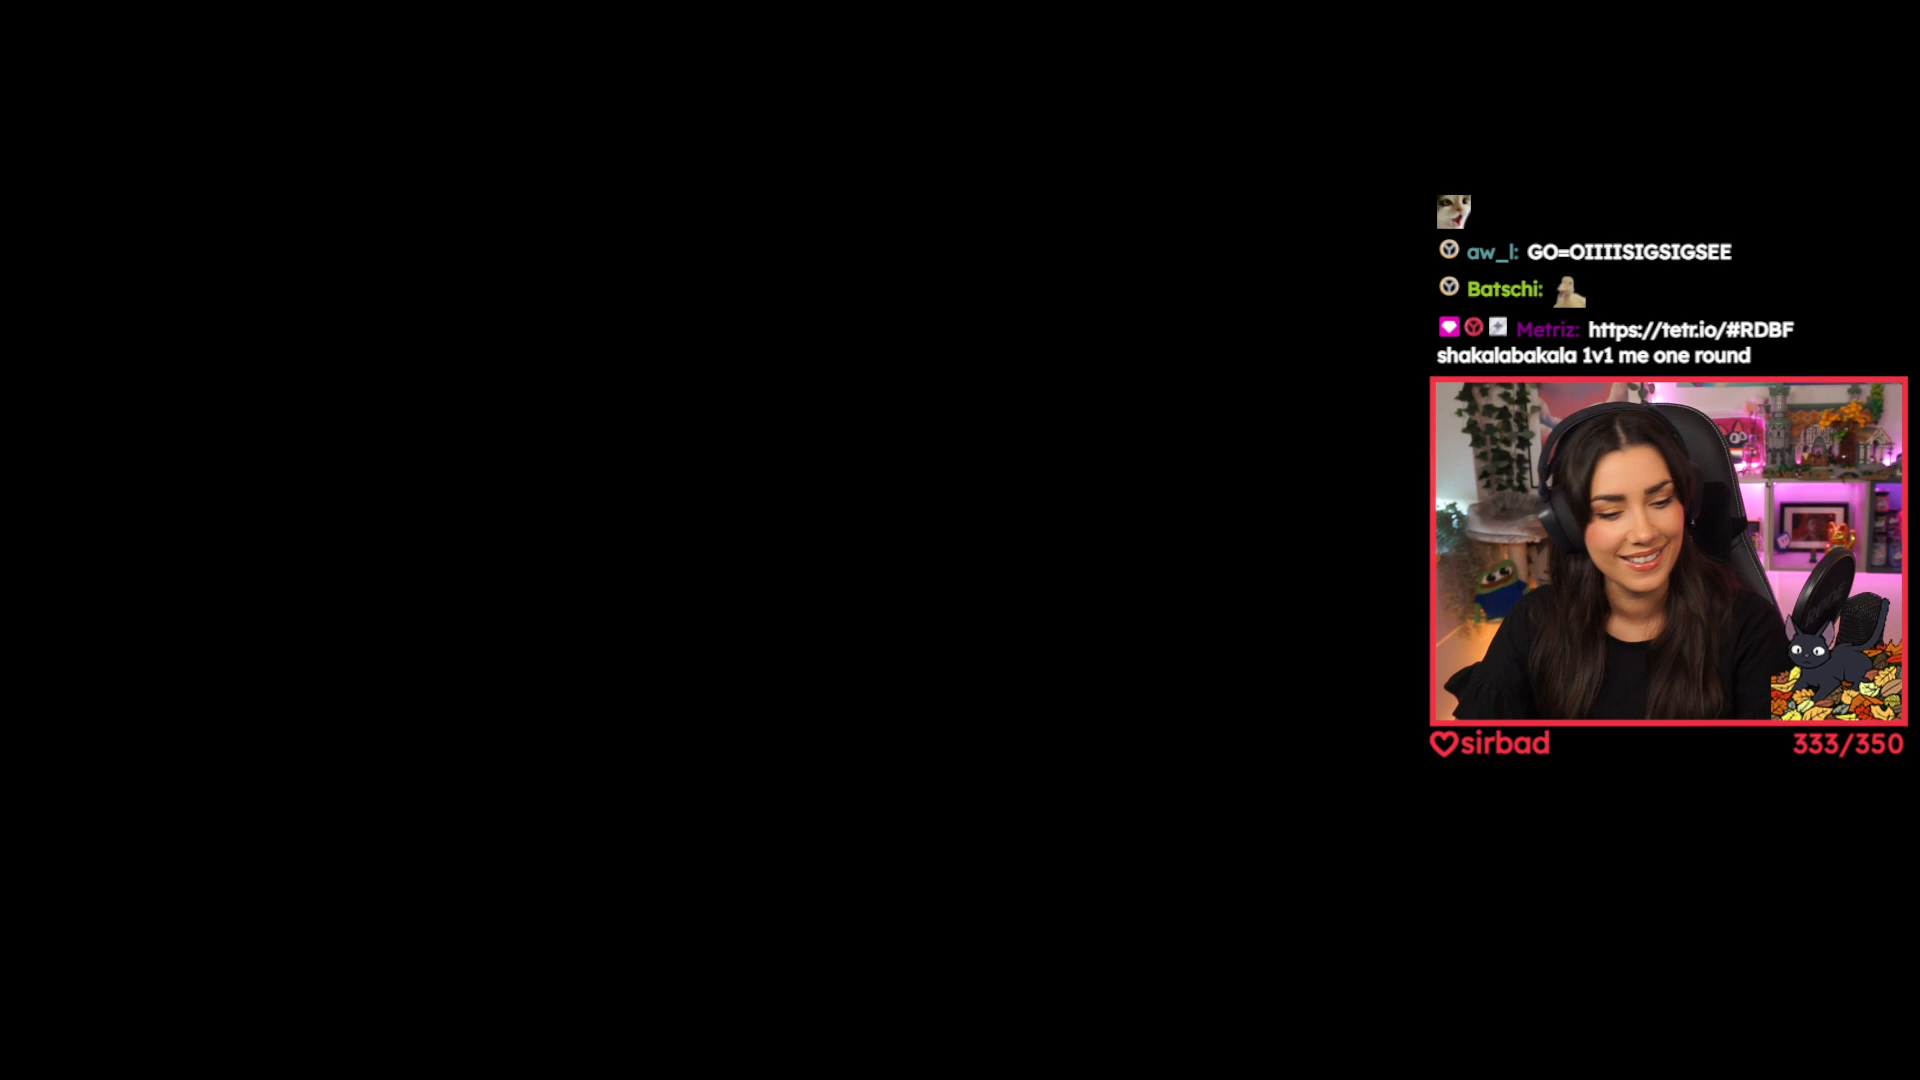 aw_l: GO=OIIIISIGSIGSEE
Batschi:
Metriz: https://tetr.io/#RDBF
shakalabakala 1v1 me one round
sirbad
333/350